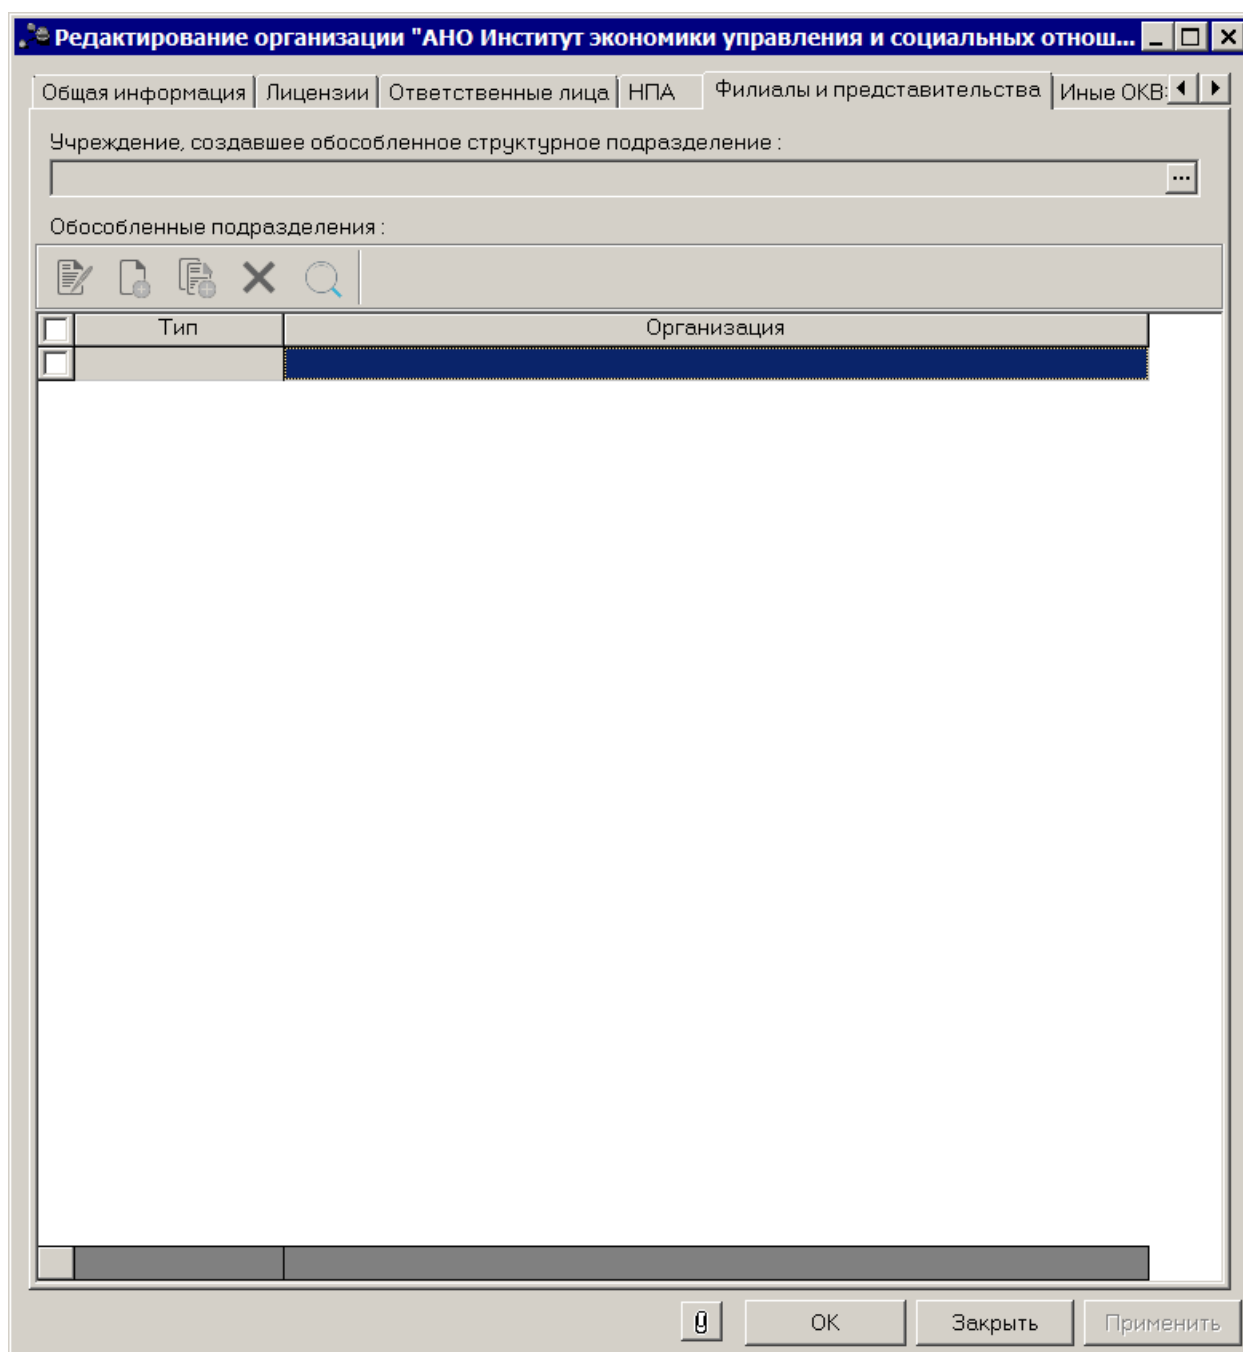 Редактирование организации "АНО Институт экономики управления и социальных отнош...
Общая информация Лицензии Ответственные лица НПА Филиалы и представительства Иные ОКВ
Учреждение, создавшее обособленное структурное подразделение :
...
Обособленные подразделения :
Тип Организация
OK Закрыть Применить